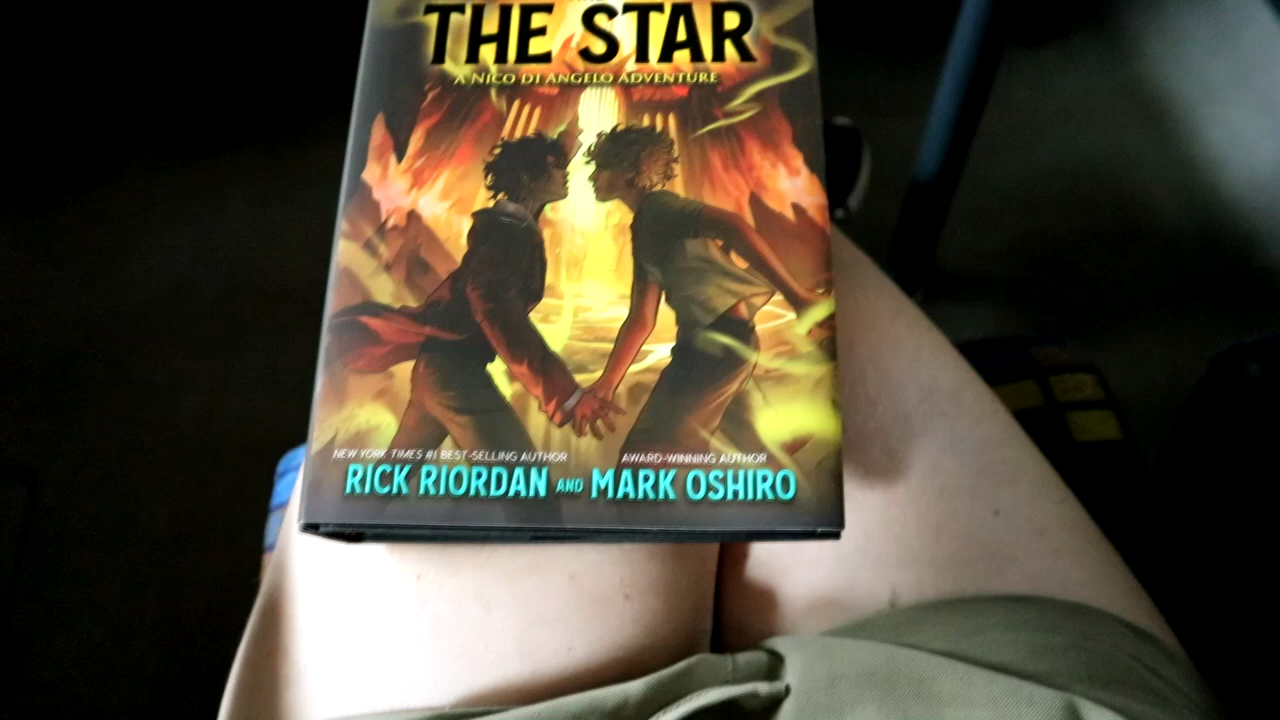 THE STAR
A NICO DI ANGELO ADVENTURE
NEW YORK TIMES #1 BEST-SELLING AUTHOR
AWARD-WINNING AUTHOR
RICK RIORDAN AND MARK OSHIRO